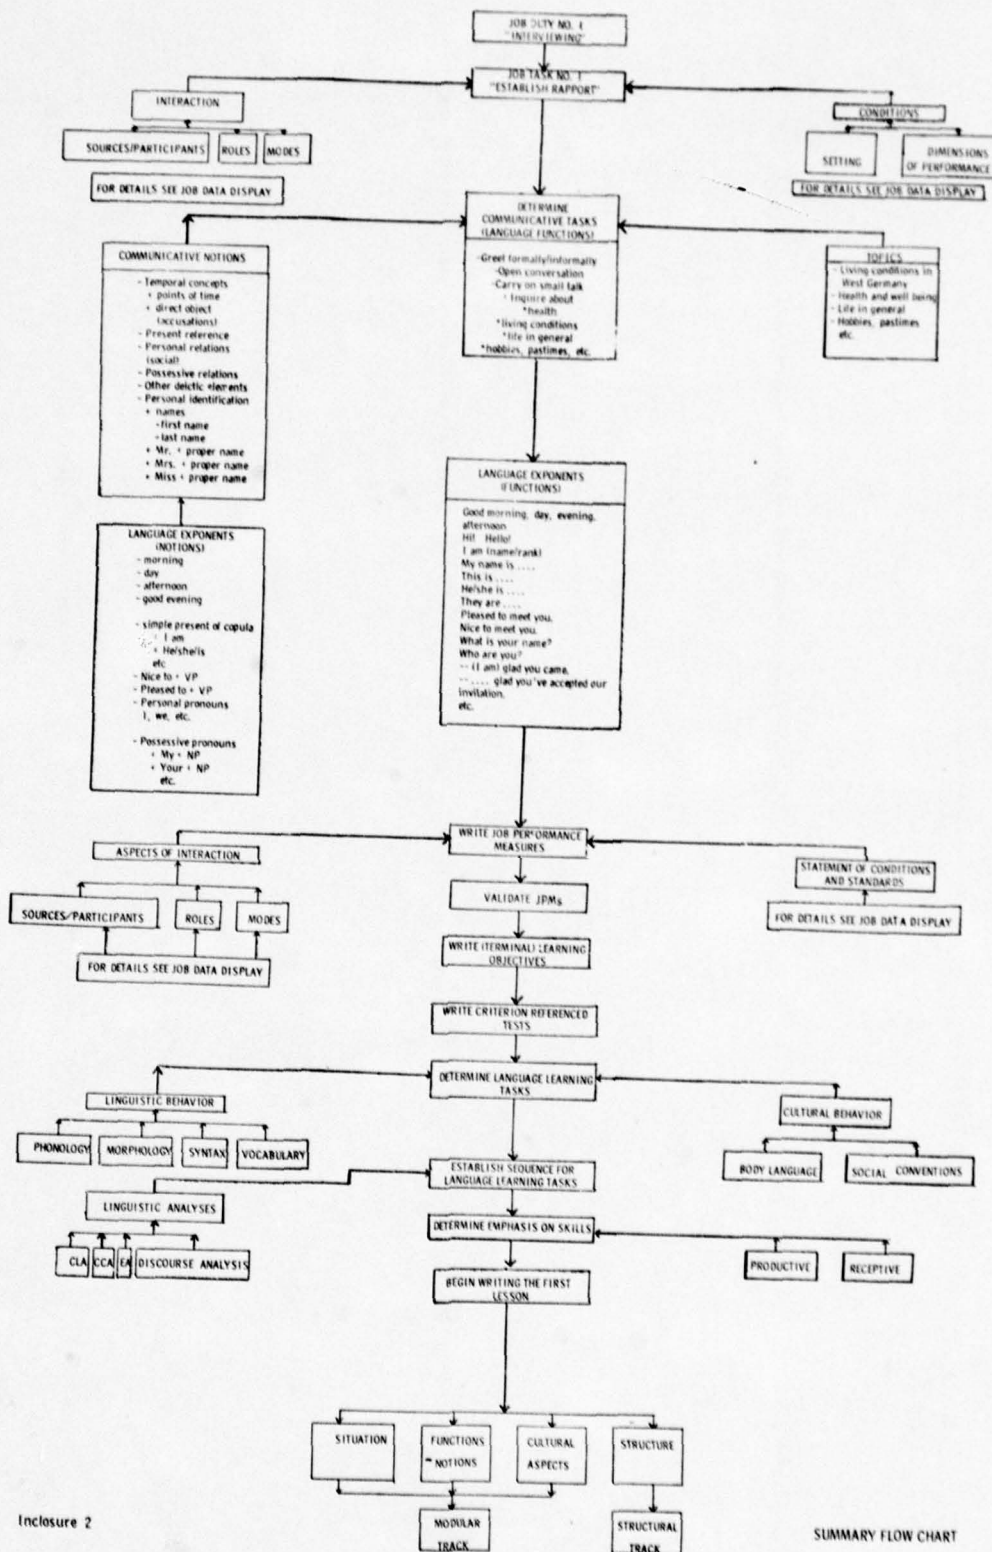 JOB DUTY NO. 1
"INTERVIEWING"
JOB TASK NO. 1
"ESTABLISH RAPPORT"
INTERACTION
SOURCES/PARTICIPANTS
ROLES
MODES
FOR DETAILS SEE JOB DATA DISPLAY
CONDITIONS
SETTING
DIMENSIONS
OF PERFORMANCE
FOR DETAILS SEE JOB DATA DISPLAY
DETERMINE
COMMUNICATIVE TASKS
(LANGUAGE FUNCTIONS)
-Greet formally/informally
-Open conversation
-Carry on small talk
· Inquire about
*health
*living conditions
*life in general
*hobbies, pastimes, etc.
COMMUNICATIVE NOTIONS
- Temporal concepts
+ points of time
+ direct object
(accusations)
- Present reference
- Personal relations
(social)
- Possessive relations
- Other deictic elements
- Personal identification
+ names
-first name
-last name
+ Mr. + proper name
+ Mrs. + proper name
+ Miss + proper name
TOPICS
- Living conditions in
West Germany
- Health and well being
- Life in general
- Hobbies, pastimes
etc.
LANGUAGE EXPONENTS
(NOTIONS)
- morning
- day
- afternoon
- good evening
- simple present of copula
+ I am
+ He/she/is
etc
- Nice to + VP
- Pleased to + VP
- Personal pronouns
I, we, etc.
- Possessive pronouns
+ My + NP
+ Your + NP
etc.
LANGUAGE EXPONENTS
(FUNCTIONS)
Good morning, day, evening,
afternoon
Hi! Hello!
I am (name/rank)
My name is ....
This is ....
He/she is ....
They are ....
Pleased to meet you.
Nice to meet you.
What is your name?
Who are you?
-- (I am) glad you came.
-- .... glad you've accepted our
invitation.
etc.
WRITE JOB PERFORMANCE
MEASURES
ASPECTS OF INTERACTION
SOURCES/PARTICIPANTS
ROLES
MODES
FOR DETAILS SEE JOB DATA DISPLAY
STATEMENT OF CONDITIONS
AND STANDARDS
FOR DETAILS SEE JOB DATA DISPLAY
VALIDATE JPMs
WRITE (TERMINAL) LEARNING
OBJECTIVES
WRITE CRITERION REFERENCED
TESTS
DETERMINE LANGUAGE LEARNING
TASKS
LINGUISTIC BEHAVIOR
PHONOLOGY
MORPHOLOGY
SYNTAX
VOCABULARY
CULTURAL BEHAVIOR
BODY LANGUAGE
SOCIAL CONVENTIONS
ESTABLISH SEQUENCE FOR
LANGUAGE LEARNING TASKS
LINGUISTIC ANALYSES
CLA
CCA
EA
DISCOURSE ANALYSIS
DETERMINE EMPHASIS ON SKILLS
PRODUCTIVE
RECEPTIVE
BEGIN WRITING THE FIRST
LESSON
SITUATION
FUNCTIONS
NOTIONS
CULTURAL
ASPECTS
STRUCTURE
MODULAR
TRACK
STRUCTURAL
TRACK
Inclosure 2
SUMMARY FLOW CHART